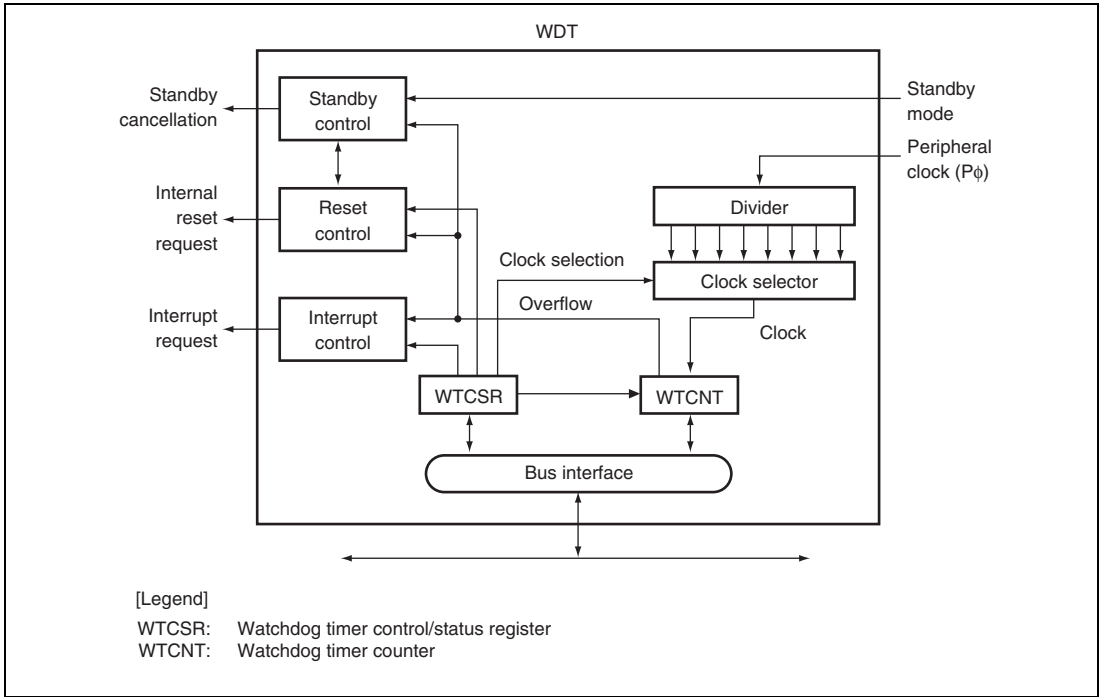 WDT
Standby
cancellation
Standby
control
Standby
mode
Peripheral
clock (Pϕ)
Internal
reset
request
Reset
control
Divider
Clock selection
Clock selector
Overflow
Clock
Interrupt
request
Interrupt
control
WTCSR
WTCNT
Bus interface
[Legend]
WTCSR: Watchdog timer control/status register
WTCNT: Watchdog timer counter